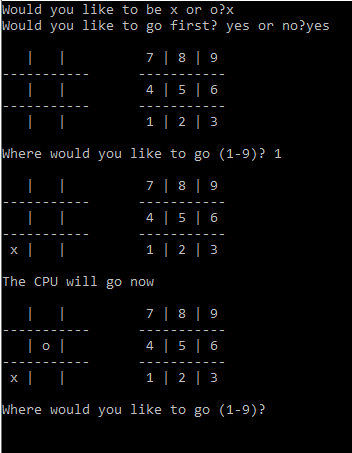 Would you like to be x or o?x
Would you like to go first? yes or no?yes
  |   |          7 | 8 | 9
-----------      -----------
  |   |          4 | 5 | 6
-----------      -----------
  |   |          1 | 2 | 3
Where would you like to go (1-9)? 1
  |   |          7 | 8 | 9
-----------      -----------
  |   |          4 | 5 | 6
-----------      -----------
x |   |          1 | 2 | 3
The CPU will go now
  |   |          7 | 8 | 9
-----------      -----------
  | o |          4 | 5 | 6
-----------      -----------
x |   |          1 | 2 | 3
Where would you like to go (1-9)?